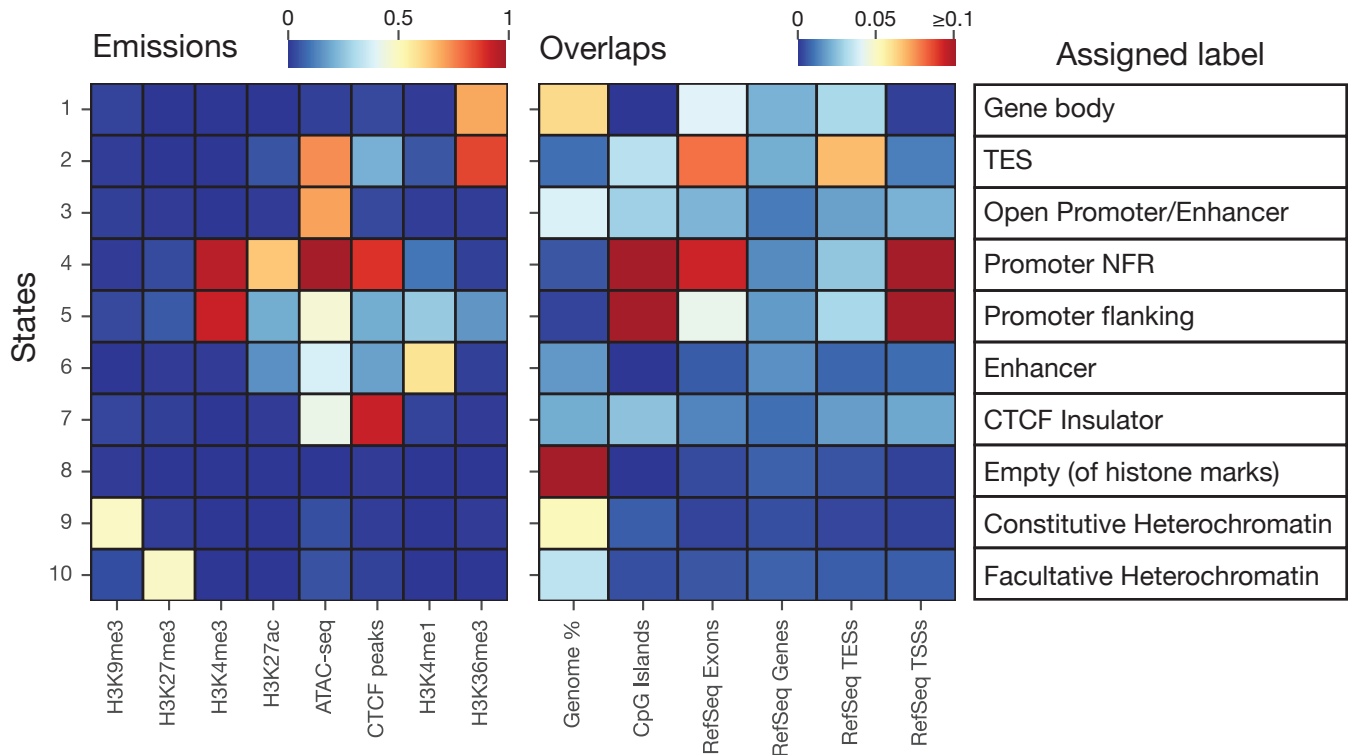 0 0.5 1
Emissions
0 0.05 ≥0.1
Overlaps
Assigned label
States
1
2
3
4
5
6
7
8
9
10
Gene body
TES
Open Promoter/Enhancer
Promoter NFR
Promoter flanking
Enhancer
CTCF Insulator
Empty (of histone marks)
Constitutive Heterochromatin
Facultative Heterochromatin
H3K9me3
H3K27me3
H3K4me3
H3K27ac
ATAC-seq
CTCF peaks
H3K4me1
H3K36me3
Genome %
CpG Islands
RefSeq Exons
RefSeq Genes
RefSeq TESs
RefSeq TSSs